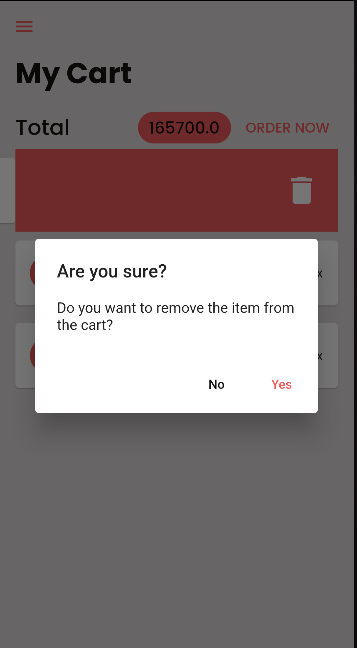 My Cart
Total 165700.0 ORDER NOW
Are you sure?
x
Do you want to remove the item from
the cart?
x
No Yes